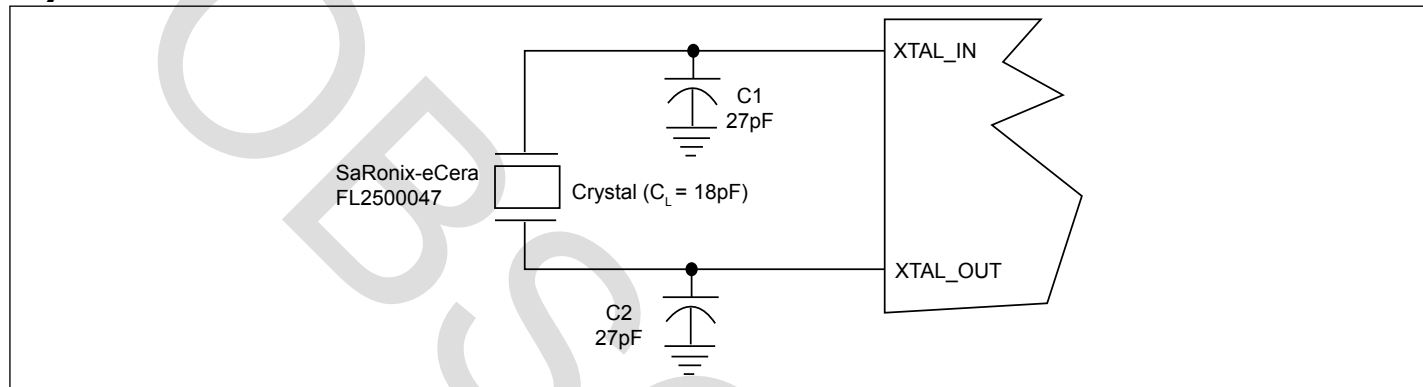 XTAL_IN
C1
27pF
SaRonix-eCera
FL2500047
Crystal (CL = 18pF)
XTAL_OUT
C2
27pF